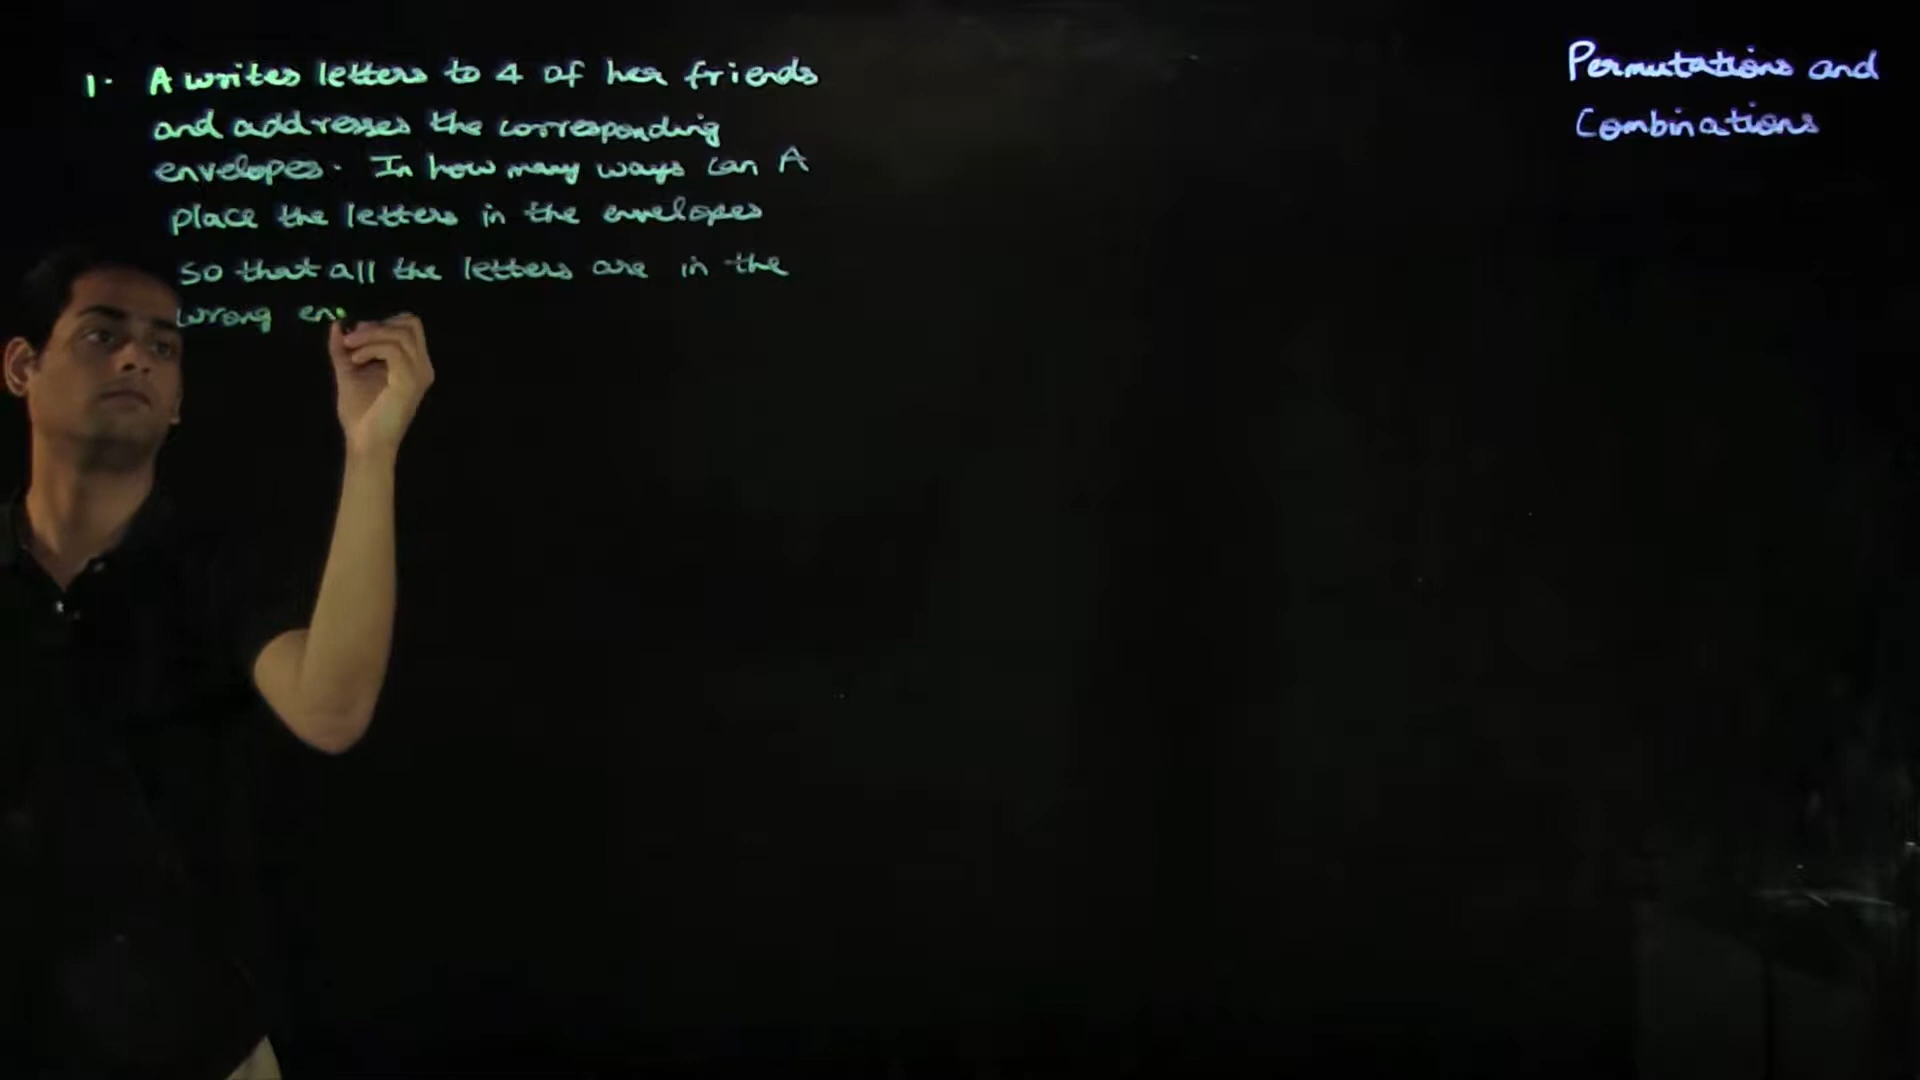 1. A writes letters to 4 of her friends
and addresses the corresponding
envelopes. In how many ways can A
place the letters in the envelopes
so that all the letters are in the
wrong env
Permutations and
Combinations